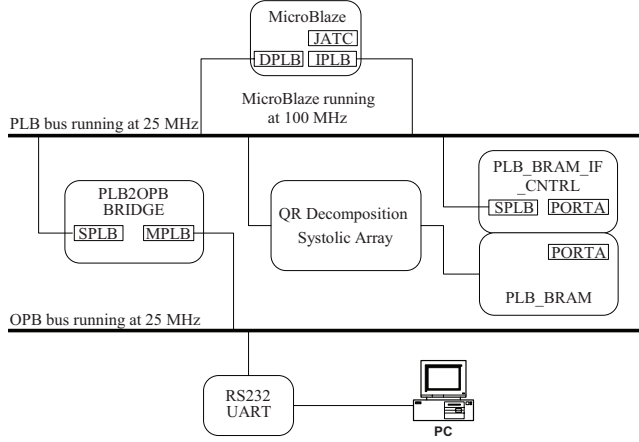 MicroBlaze
JATC
DPLB IPLB
MicroBlaze running
at 100 MHz
PLB bus running at 25 MHz
PLB2OPB
BRIDGE
SPLB MPLB
QR Decomposition
Systolic Array
PLB_BRAM_IF
_CNTRL
SPLB PORTA
PORTA
PLB_BRAM
OPB bus running at 25 MHz
RS232
UART
PC